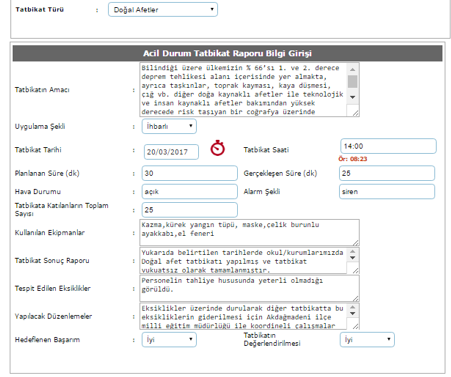 Tatbikat Türü : Doğal Afetler
Acil Durum Tatbikat Raporu Bilgi Girişi
Tatbikatın Amacı :
Bilindiği üzere ülkemizin % 66'sı 1. ve 2. derece
deprem tehlikesi alanı içerisinde yer almakta,
ayrıca taşkınlar, toprak kayması, kaya düşmesi,
çığ vb. diğer doğa kaynaklı afetler ile teknolojik
ve insan kaynaklı afetler bakımından yüksek
derecede risk taşıyan bir coğrafya üzerinde
Uygulama Şekli : İhbarlı
Tatbikat Tarihi : 20/03/2017 Tatbikat Saati 14:00
Ör: 08:23
Planlanan Süre (dk) : 30 Gerçekleşen Süre (dk) 25
Hava Durumu : açık Alarm Şekli siren
Tatbikata Katılanların Toplam
Sayısı : 25
Kullanılan Ekipmanlar :
Kazma,kürek yangın tüpü, maske,çelik burunlu
ayakkabı,el feneri
Tatbikat Sonuç Raporu :
Yukarıda belirtilen tarihlerde okul/kurumlarımızda
Doğal afet tatbikatı yapılmış ve tatbikat
vukuatsız olarak tamamlanmıştır.
Tespit Edilen Eksiklikler :
Personelin tahliye hususunda yeterli olmadığı
görüldü.
Yapılacak Düzenlemeler :
Eksiklikler üzerinde durularak diğer tatbikatta bu
eksikliklerin giderilmesi için Akdağmadeni ilçe
milli eğitim müdürlüğü ile koordineli çalışmalar
Hedeflenen Başarım : İyi Tatbikatın
Değerlendirilmesi İyi